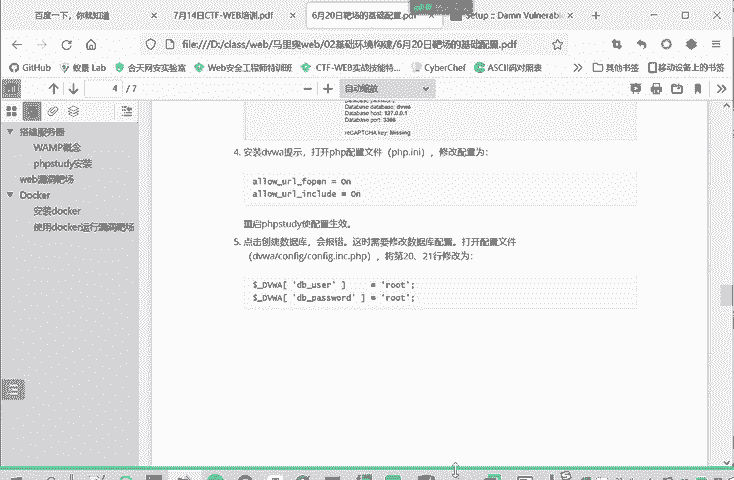 百度一下，你就知道
7月14日CTF-WEB培训.pdf
6月20日靶场的基础配置.pdf
Setup :: Damn Vulnerabl
file:///D:/class/web/马里奥web/02基础环境构建/6月20日靶场的基础配置.pdf
GitHub
蚁景 Lab
合天网安实验室
Web安全工程师特训班
CTF-WEB实战技能特...
CyberChef
ASCII码对照表
其他书签
移动设备上的书签
4 / 7
自动缩放
搭建服务器
WAMP概念
phpstudy安装
web漏洞靶场
Docker
安装docker
使用docker运行漏洞靶场
Database database: dvwa
Database host: 127.0.0.1
reCAPTCHA key: Missing
4. 安装dvwa提示，打开php配置文件（php.ini），修改配置为：
allow_url_fopen = On
allow_url_include = On
重启phpstudy使配置生效。
5. 点击创建数据库，会报错。这时需要修改数据库配置。打开配置文件
（dvwa/config/config.inc.php），将第20、21行修改为：
$_DVWA[ 'db_user' ] = 'root';
$_DVWA[ 'db_password' ] = 'root';